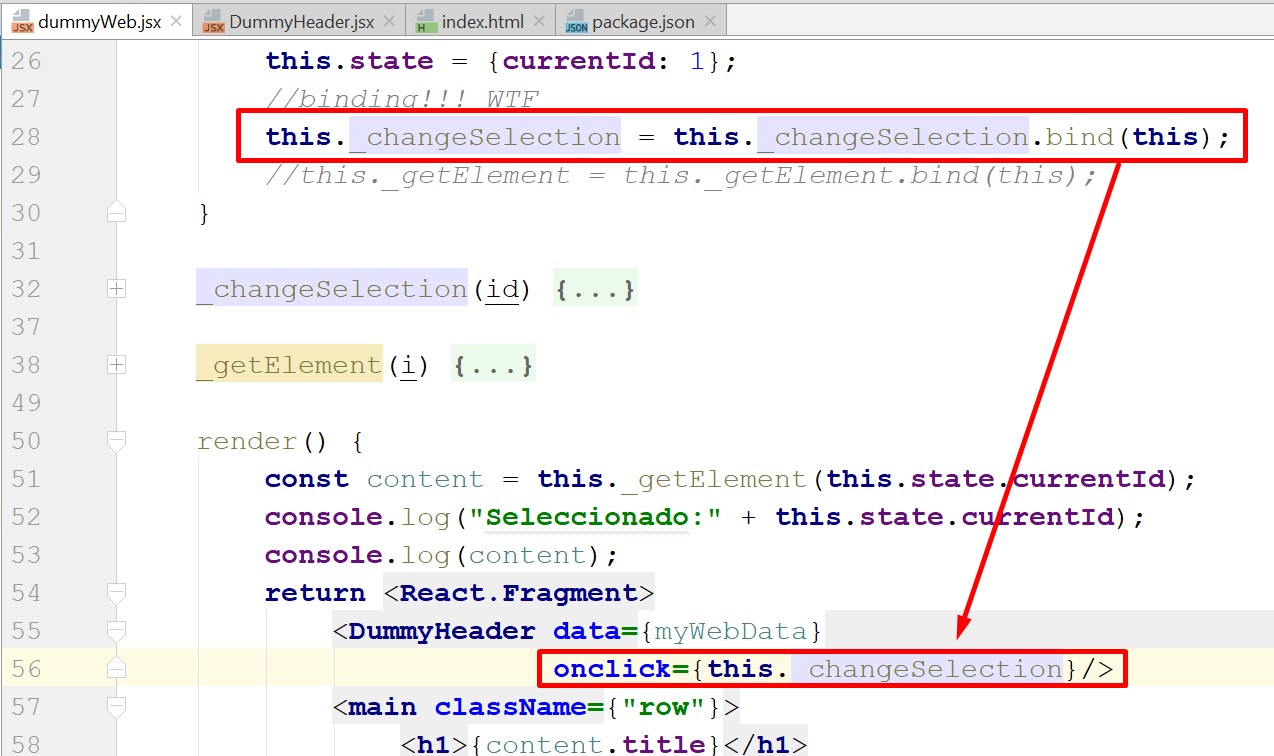 dummyWeb.jsx DummyHeader.jsx index.html package.json
26 this.state = {currentId: 1};
27 //binding!!! WTF
28 this._changeSelection = this._changeSelection.bind(this);
29 //this._getElement = this._getElement.bind(this);
30 }
31
32 _changeSelection(id) {...}
37
38 _getElement(i) {...}
49
50 render() {
51 const content = this._getElement(this.state.currentId);
52 console.log("Seleccionado:" + this.state.currentId);
53 console.log(content);
54 return <React.Fragment>
55 <DummyHeader data={myWebData}
56 onclick={this._changeSelection}/>
57 <main className={"row"}>
58 <h1>{content.title}</h1>